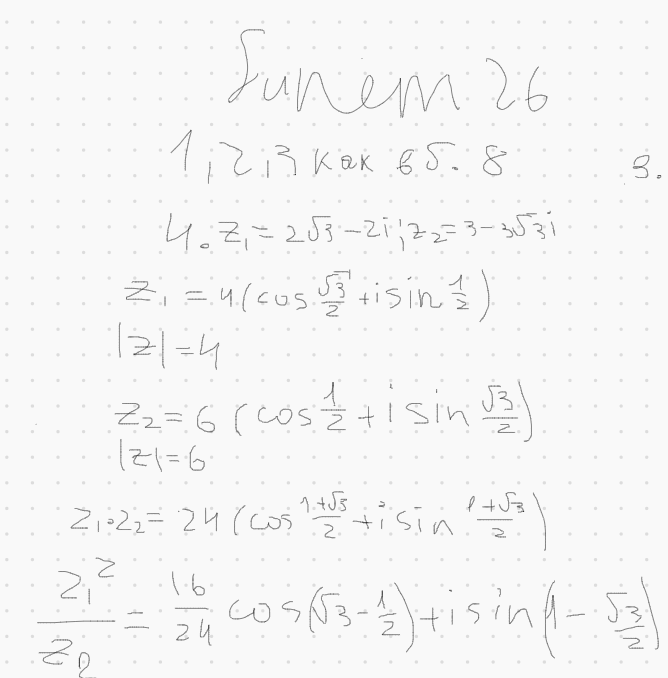 Билет 26
1,2,3 как в б. 8
3.
4. z₁ = 2√3 - 2i; z₂ = 3 - 3√3i
z₁ = 4(cos √3/2 + i sin 1/2)
|z| = 4
z₂ = 6(cos 1/2 + i sin √3/2)
|z| = 6
z₁·z₂ = 24(cos (1+√3)/2 + i sin (1+√3)/2)
z₁²/z₂ = 16/24 cos(√3 - 1/2) + i sin(1 - √3/2)